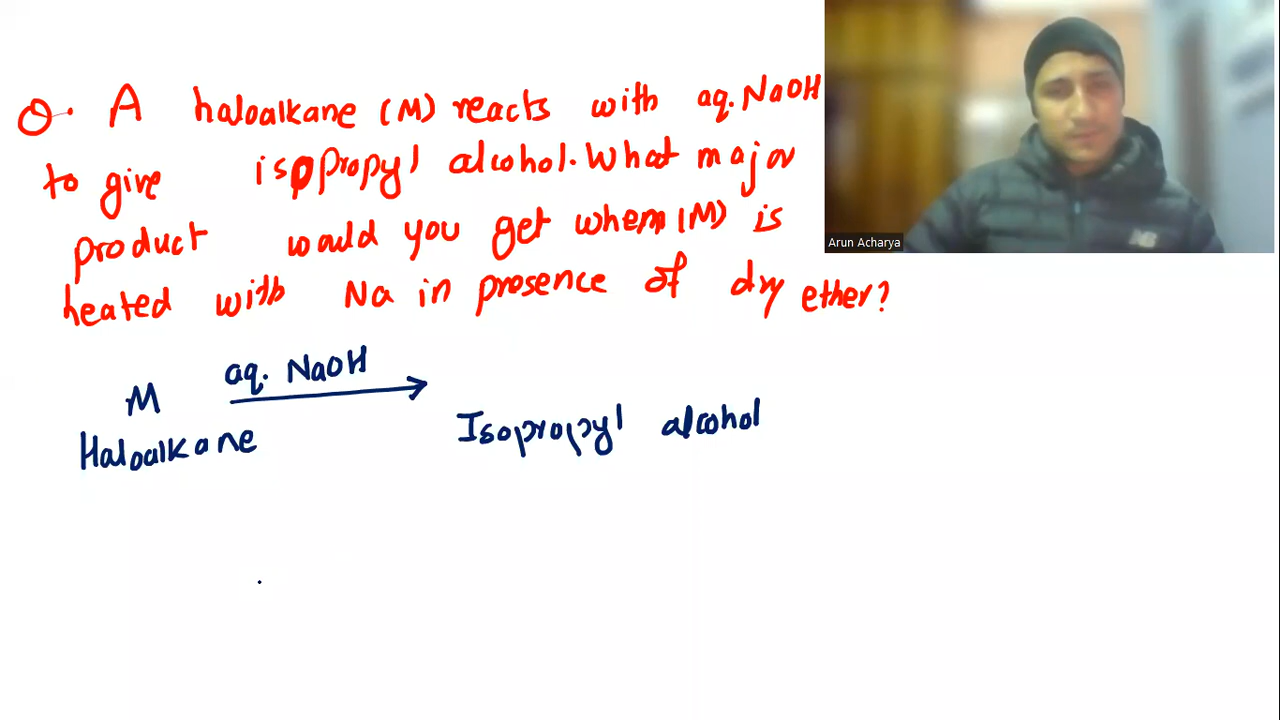 Q. A haloalkane (M) reacts with aq. NaOH
to give isopropyl alcohol. What major
product would you get when (M) is
heated with Na in presence of dry ether?
aq. NaOH
M
Haloalkane
Isopropyl alcohol
Arun Acharya
NB